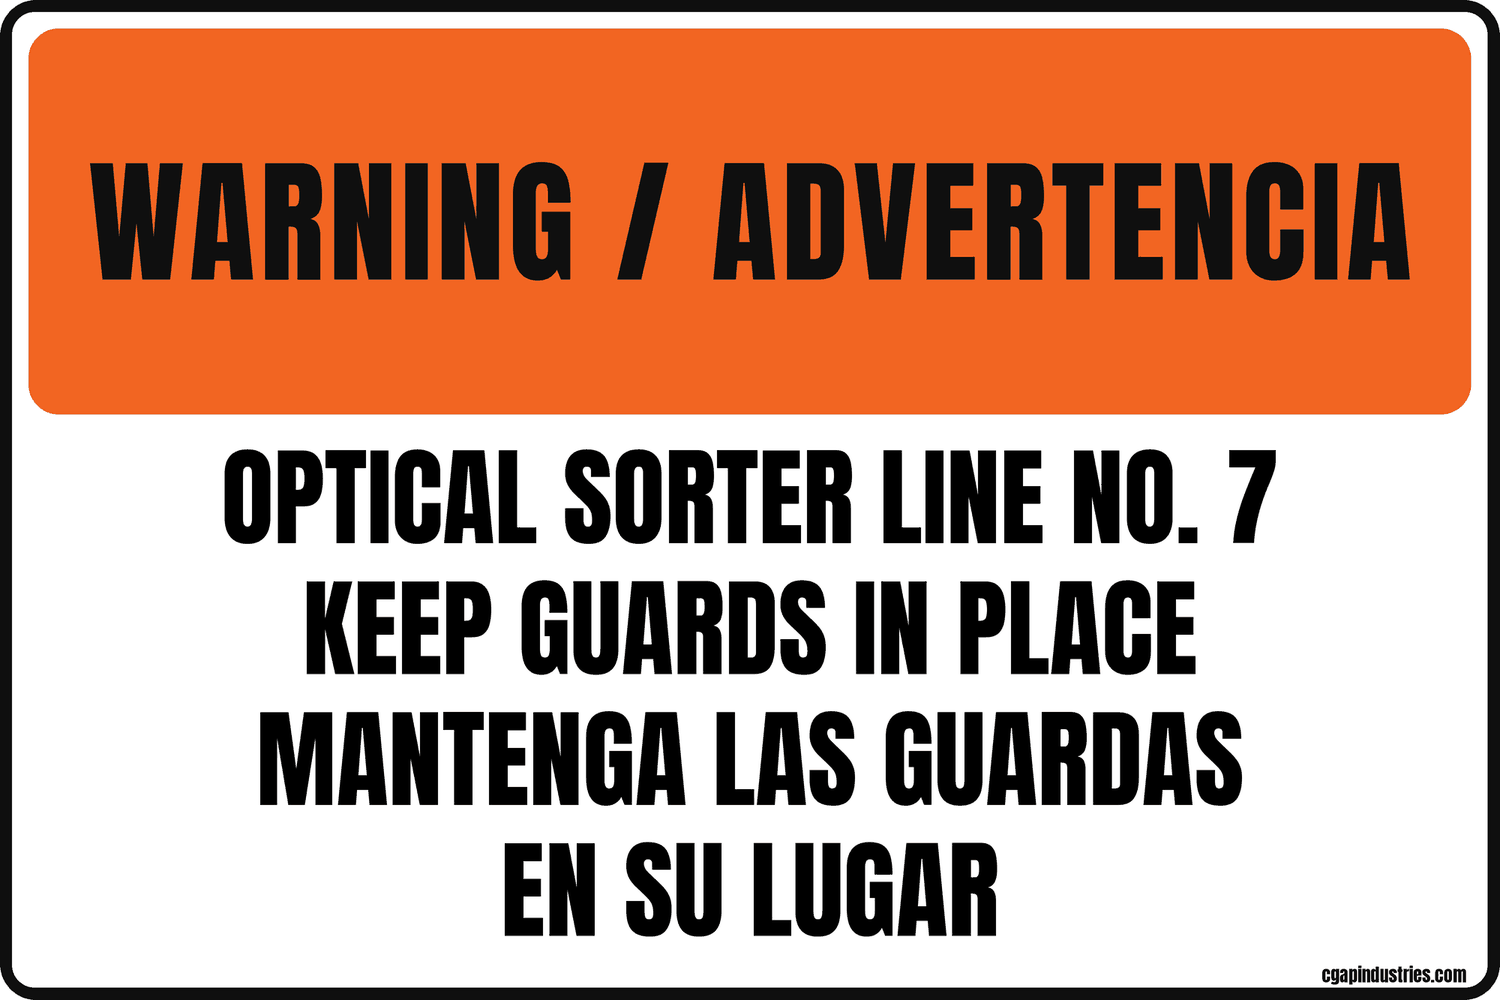 WARNING / ADVERTENCIA
OPTICAL SORTER LINE NO. 7
KEEP GUARDS IN PLACE
MANTENGA LAS GUARDAS
EN SU LUGAR
cgapindustries.com